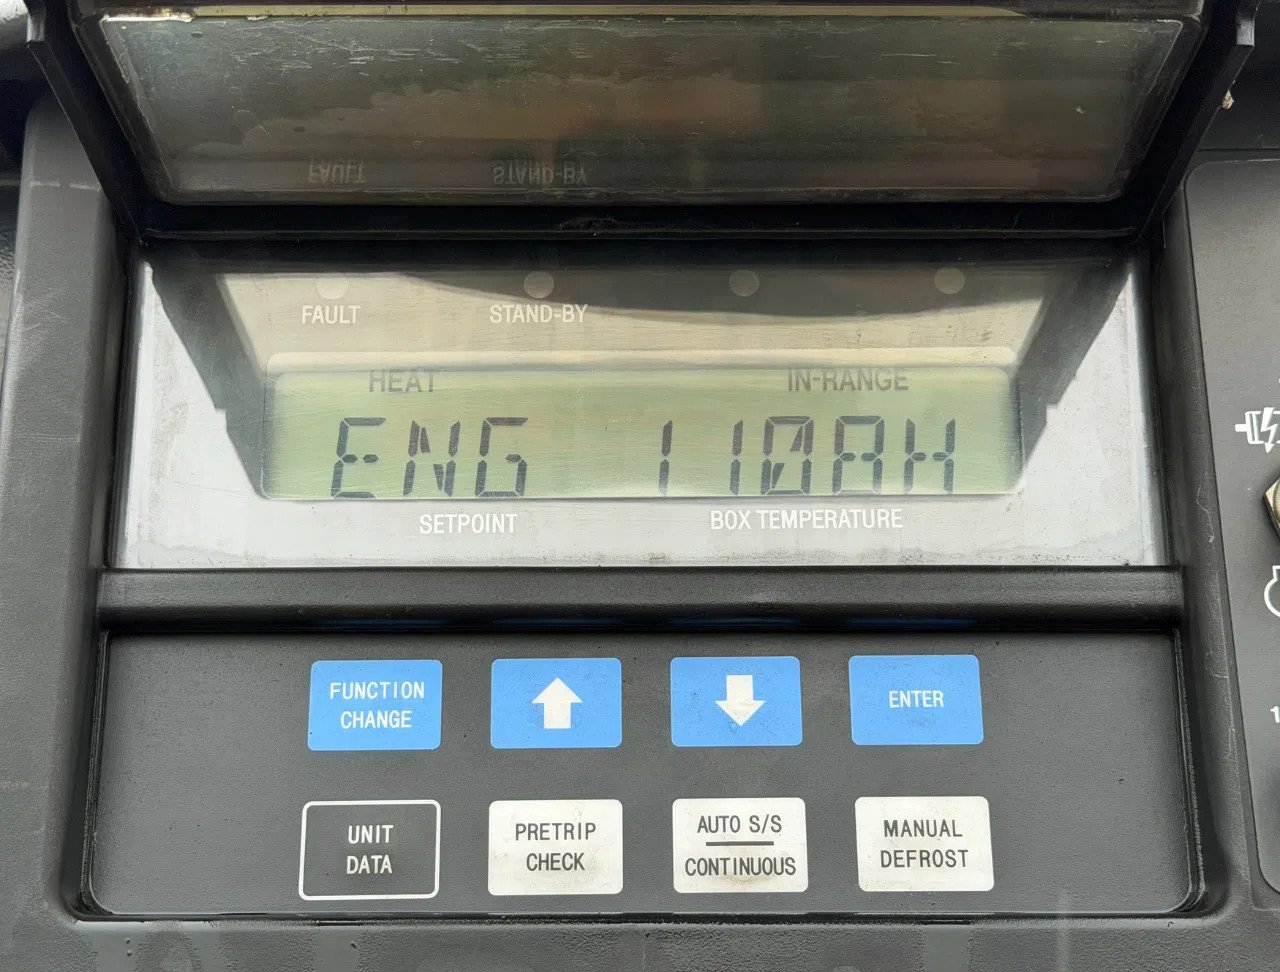 FAULT STAND-BY
FAULT STAND-BY
HEAT IN-RANGE
ENG 110AH
SETPOINT BOX TEMPERATURE
FUNCTION
CHANGE
ENTER
UNIT
DATA
PRETRIP
CHECK
AUTO S/S
CONTINUOUS
MANUAL
DEFROST